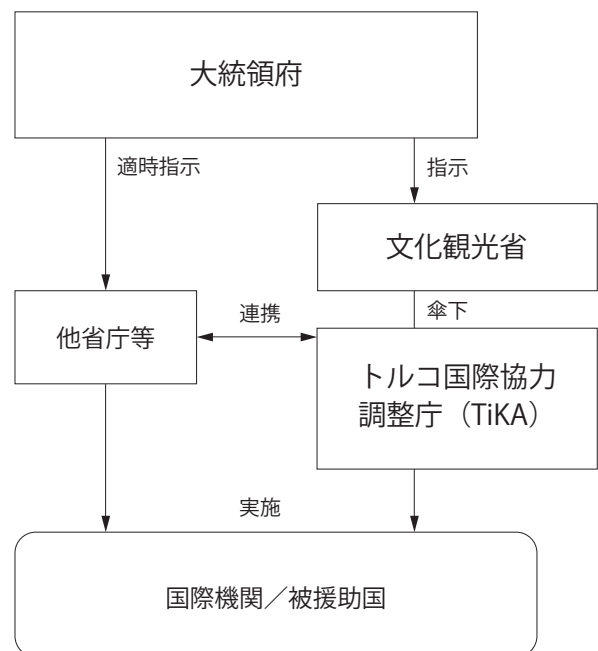 大統領府
適時指示
指示
文化観光省
傘下
他省庁等
連携
トルコ国際協力
調整庁（TiKA）
実施
国際機関／被援助国